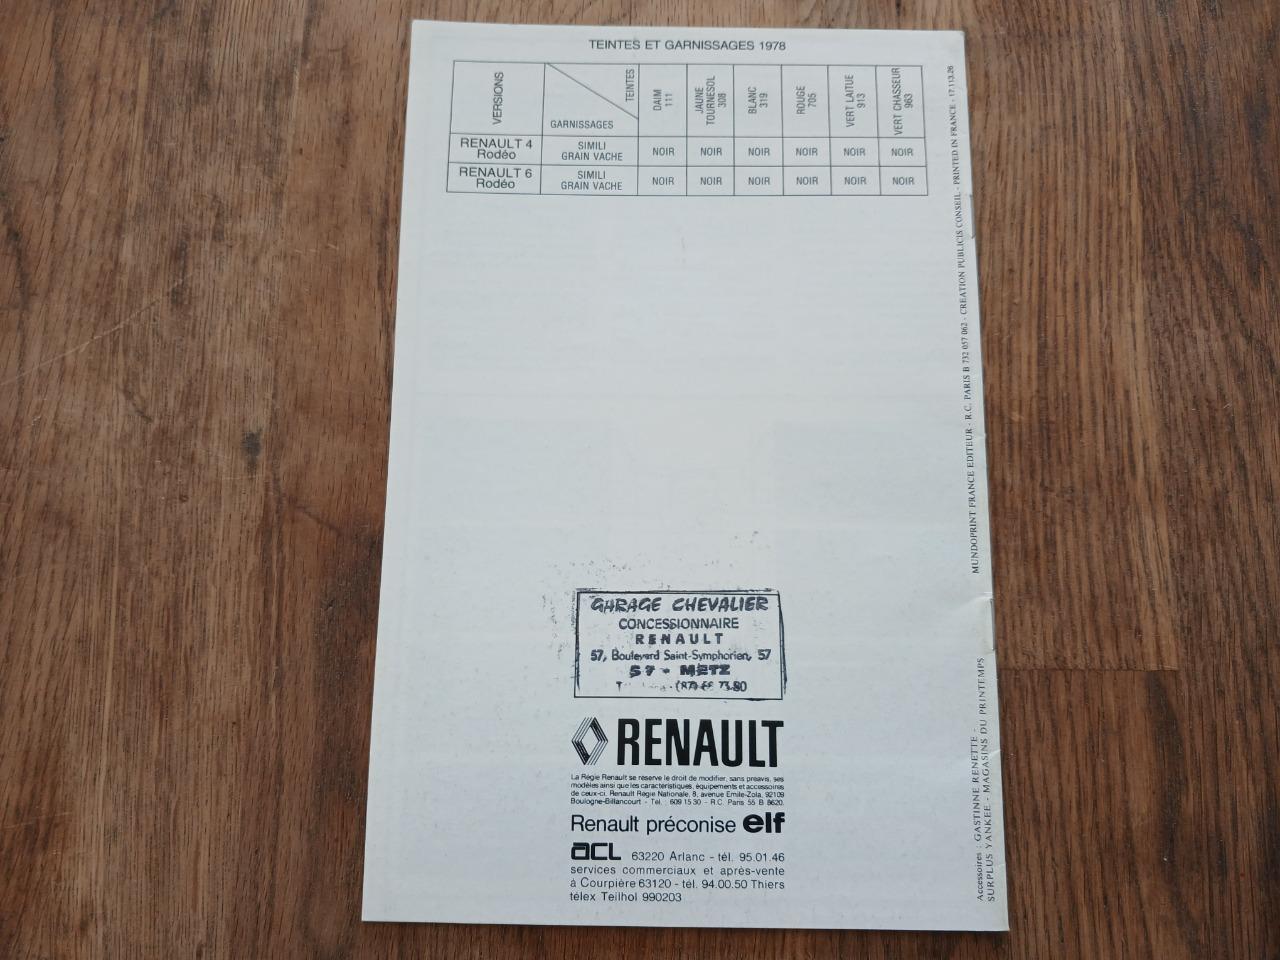 TEINTES ET GARNISSAGES 1978
VERSIONS
TEINTES
GARNISSAGES
DAIM
111
JAUNE
TOURNESOL
308
BLANC
319
ROUGE
705
VERT LAITUE
913
VERT CHASSEUR
963
RENAULT 4
Rodéo
SIMILI
GRAIN VACHE
NOIR NOIR NOIR NOIR NOIR NOIR
RENAULT 6
Rodéo
SIMILI
GRAIN VACHE
NOIR NOIR NOIR NOIR NOIR NOIR
MUNDOPRINT FRANCE EDITEUR - R.C. PARIS B 732 057 062 - CREATION PUBLICIS CONSEIL - PRINTED IN FRANCE - 17.113.26
GARAGE CHEVALIER
CONCESSIONNAIRE
RENAULT
57, Boulevard Saint-Symphorien, 57
57 - METZ
RENAULT
La Régie Renault se réserve le droit de modifier, sans préavis, ses
modèles ainsi que les caractéristiques, équipements et accessoires
de ceux-ci. Renault Régie Nationale, 8, avenue Emile-Zola, 92109
Boulogne-Billancourt - Tél. : 609 15 30 - R.C. Paris 55 B 8620.
Renault préconise elf
acl 63220 Arlanc - tél. 95.01.46
services commerciaux et après-vente
à Courpière 63120 - tél. 94.00.50 Thiers
télex Teilhol 990203
Accessoires : GASTINNE RENETTE -
SURPLUS YANKEE - MAGASINS DU PRINTEMPS